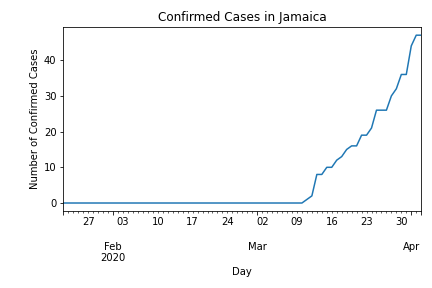 Confirmed Cases in Jamaica
Number of Confirmed Cases
40
30
20
10
0
27 03 10 17 24 02 09 16 23 30
Feb Mar Apr
2020
Day